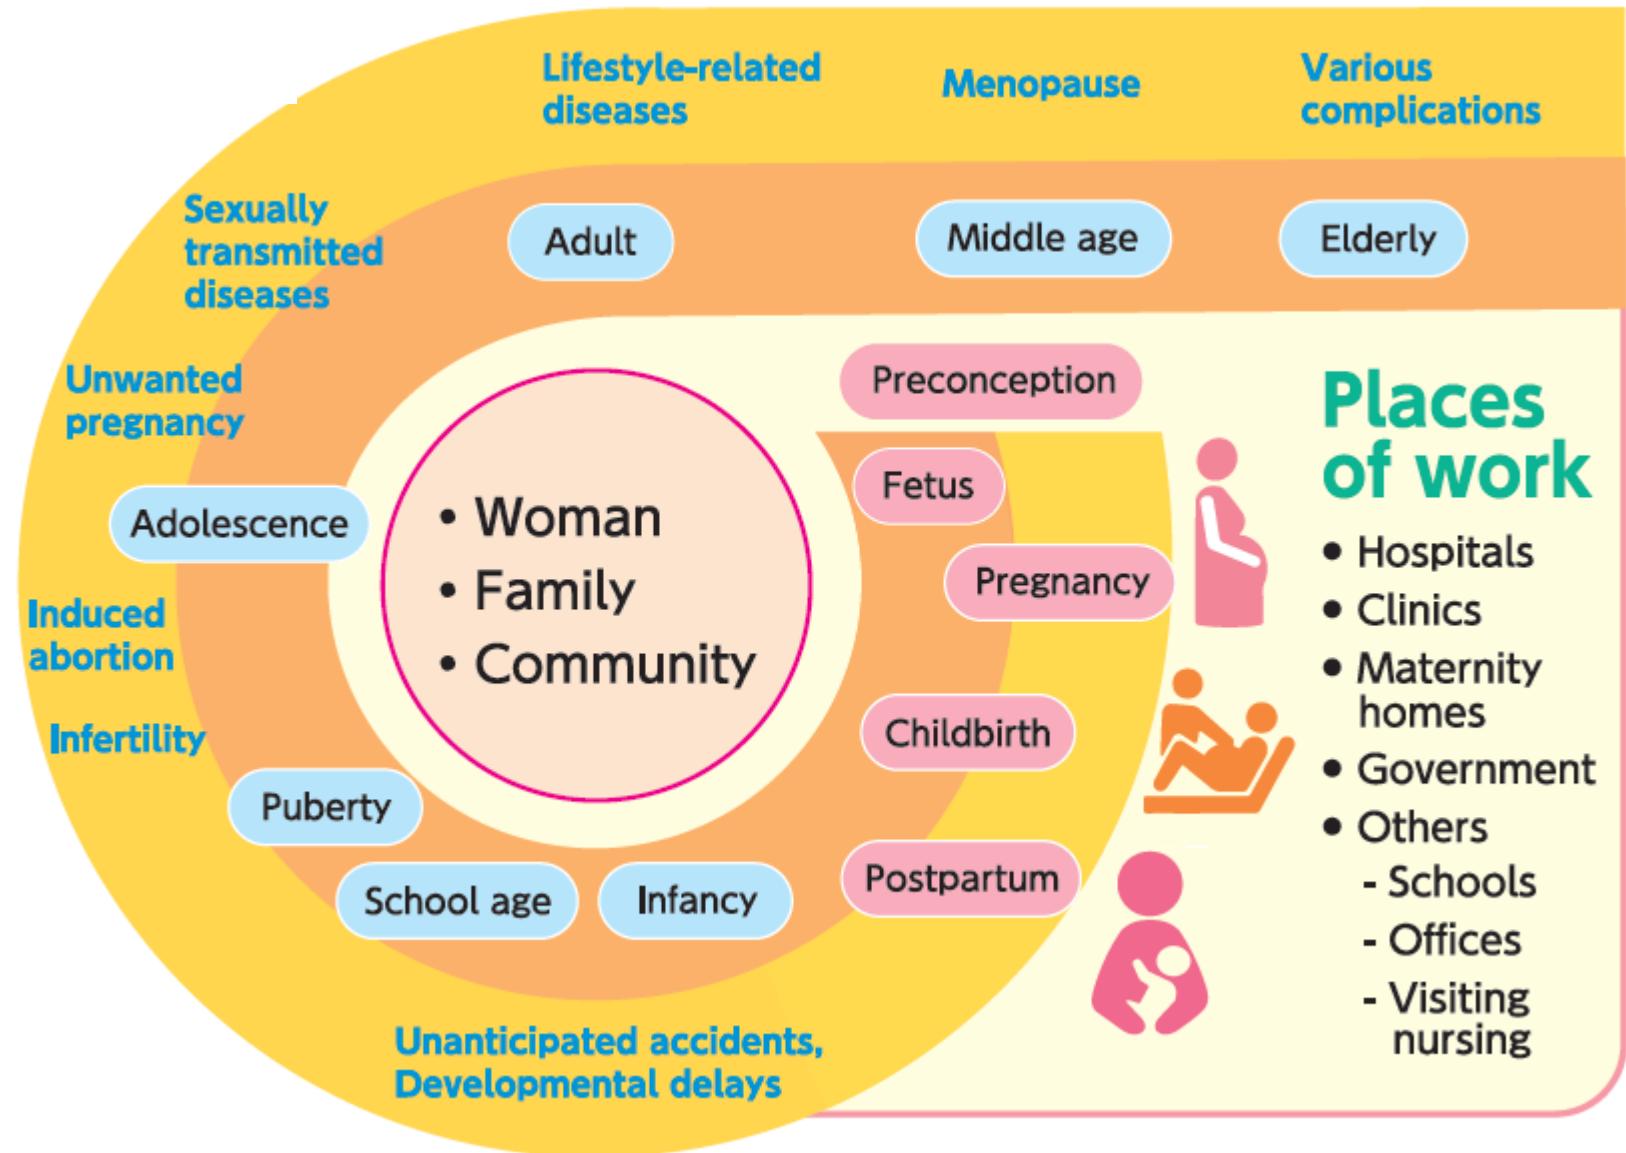 Lifestyle-related
diseases
Menopause
Various
complications
Sexually
transmitted
diseases
Adult
Middle age
Elderly
Unwanted
pregnancy
Adolescence
Induced
abortion
Infertility
Puberty
School age
Infancy
Unanticipated accidents,
Developmental delays
• Woman
• Family
• Community
Preconception
Fetus
Pregnancy
Childbirth
Postpartum
Places
of work
• Hospitals
• Clinics
• Maternity
homes
• Government
• Others
- Schools
- Offices
- Visiting
nursing